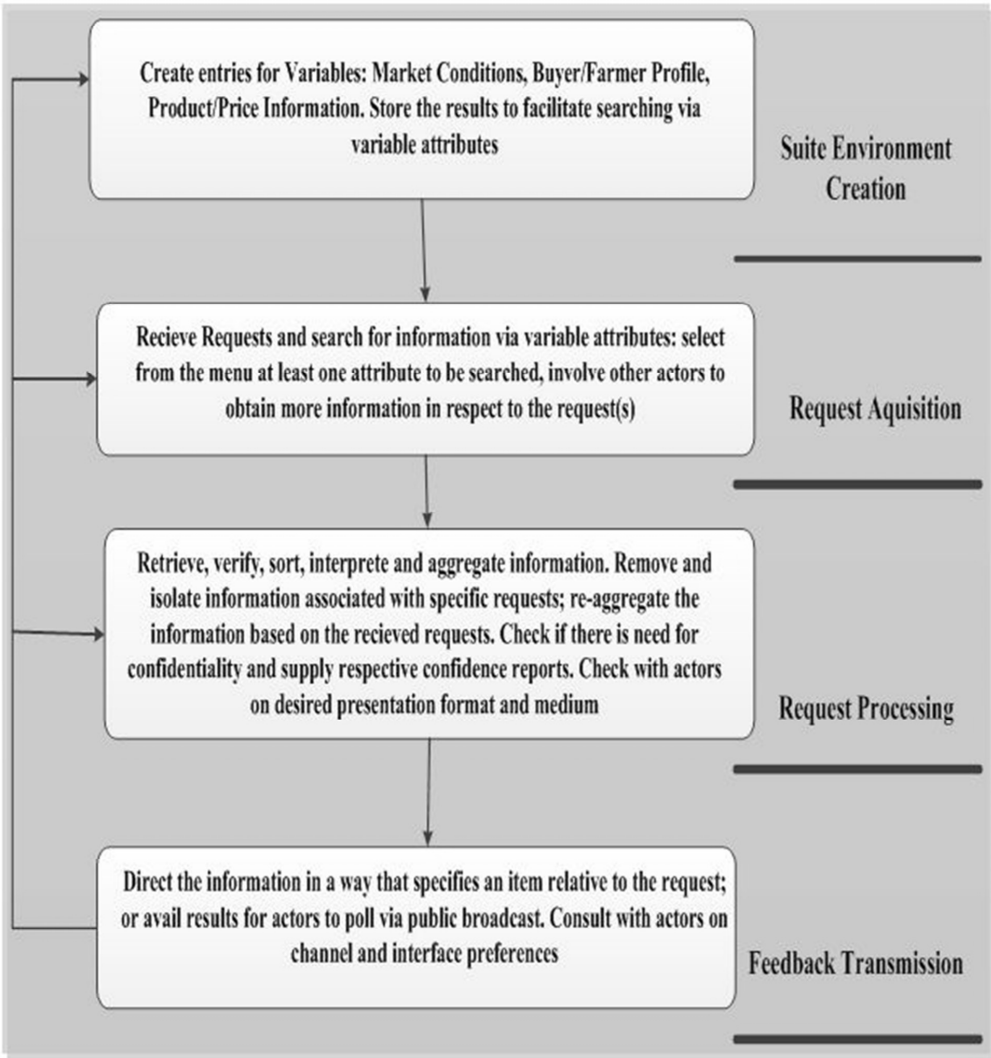 Create entries for Variables: Market Conditions, Buyer/Farmer Profile,
Product/Price Information. Store the results to facilitate searching via
variable attributes
Suite Environment
Creation
Recieve Requests and search for information via variable attributes: select
from the menu at least one attribute to be searched, involve other actors to
obtain more information in respect to the request(s)
Request Aquisition
Retrieve, verify, sort, interprete and aggregate information. Remove and
isolate information associated with specific requests; re-aggregate the
information based on the recieved requests. Check if there is need for
confidentiality and supply respective confidence reports. Check with actors
on desired presentation format and medium
Request Processing
Direct the information in a way that specifies an item relative to the request;
or avail results for actors to poll via public broadcast. Consult with actors on
channel and interface preferences
Feedback Transmission